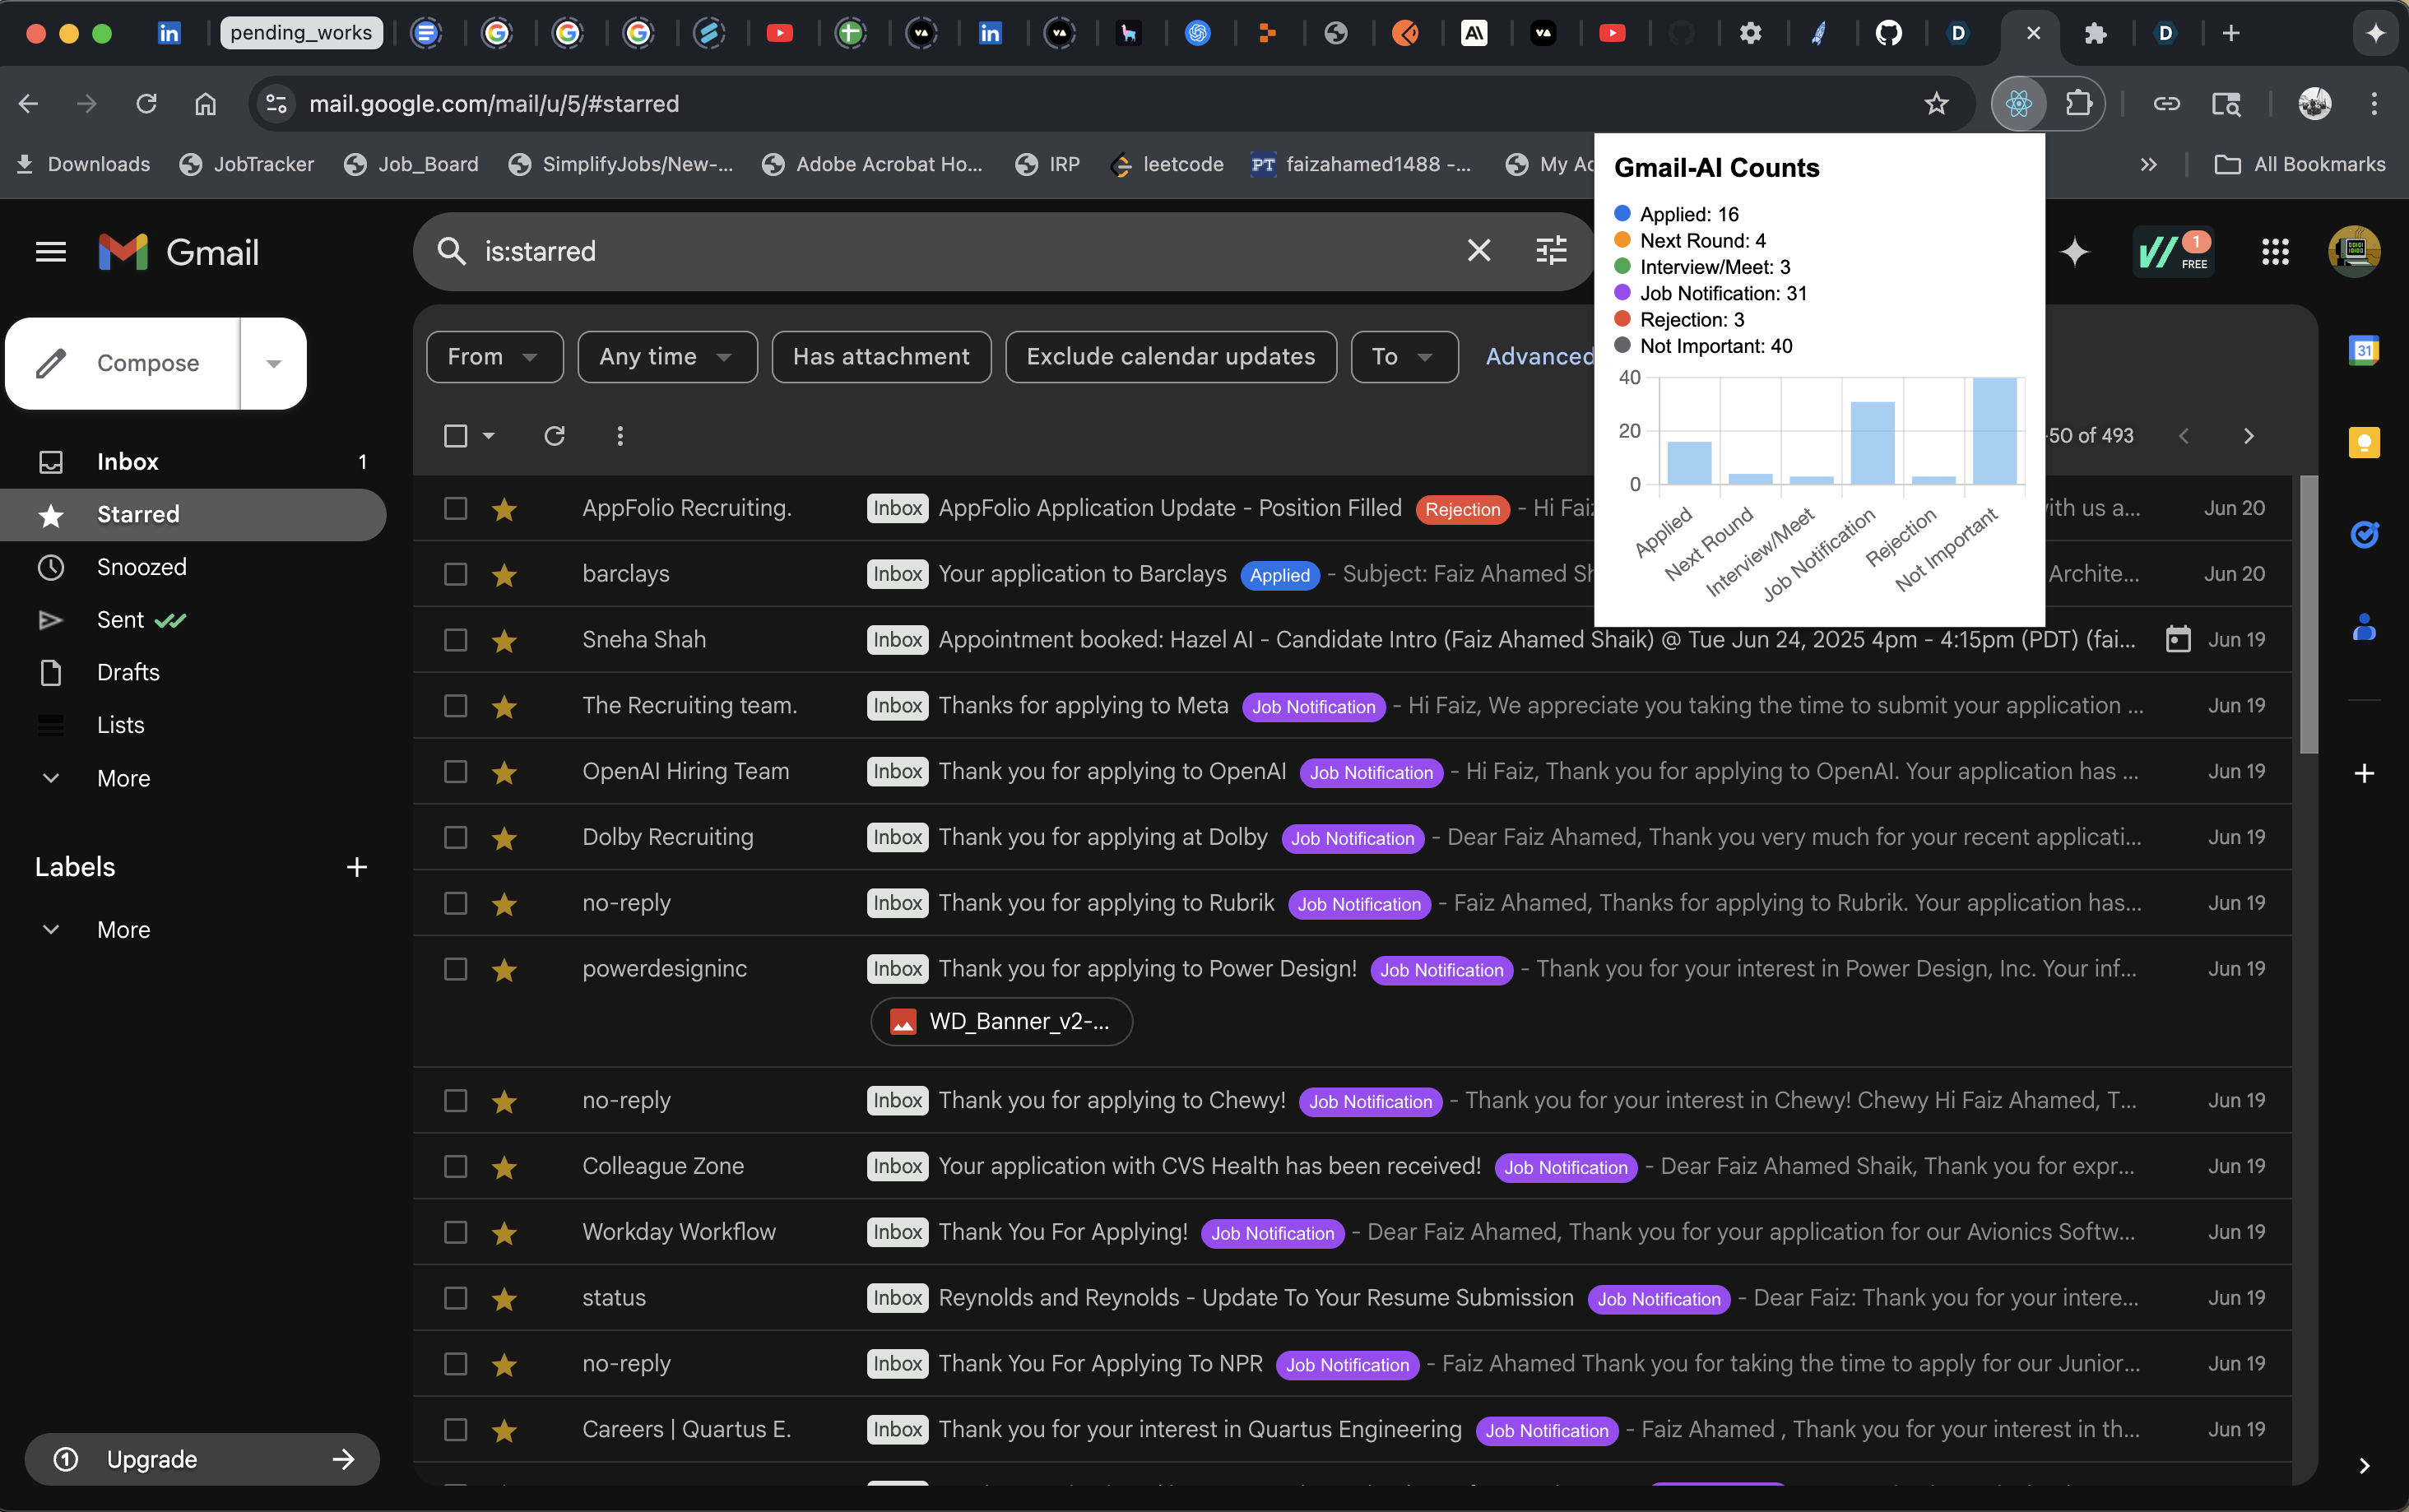 pending_works
mail.google.com/mail/u/5/#starred
Downloads JobTracker Job_Board SimplifyJobs/New-... Adobe Acrobat Ho... IRP leetcode faizahamed1488 -... My Ac All Bookmarks
Gmail-AI Counts
Applied: 16
Next Round: 4
Interview/Meet: 3
Job Notification: 31
Rejection: 3
Not Important: 40
40
20
0
Applied
Next Round
Interview/Meet
Job Notification
Rejection
Not Important
Gmail
is:starred
1
FREE
Compose
From Any time Has attachment Exclude calendar updates To Advanced
50 of 493
Inbox 1
Starred
Snoozed
Sent
Drafts
Lists
More
Labels
More
Upgrade
31
AppFolio Recruiting. Inbox AppFolio Application Update - Position Filled Rejection - Hi Faiz ith us a... Jun 20
barclays Inbox Your application to Barclays Applied - Subject: Faiz Ahamed Sh Archite... Jun 20
Sneha Shah Inbox Appointment booked: Hazel AI - Candidate Intro (Faiz Ahamed Shaik) @ Tue Jun 24, 2025 4pm - 4:15pm (PDT) (fai... Jun 19
The Recruiting team. Inbox Thanks for applying to Meta Job Notification - Hi Faiz, We appreciate you taking the time to submit your application ... Jun 19
OpenAI Hiring Team Inbox Thank you for applying to OpenAI Job Notification - Hi Faiz, Thank you for applying to OpenAI. Your application has ... Jun 19
Dolby Recruiting Inbox Thank you for applying at Dolby Job Notification - Dear Faiz Ahamed, Thank you very much for your recent applicati... Jun 19
no-reply Inbox Thank you for applying to Rubrik Job Notification - Faiz Ahamed, Thanks for applying to Rubrik. Your application has... Jun 19
powerdesigninc Inbox Thank you for applying to Power Design! Job Notification - Thank you for your interest in Power Design, Inc. Your inf... Jun 19
WD_Banner_v2-...
no-reply Inbox Thank you for applying to Chewy! Job Notification - Thank you for your interest in Chewy! Chewy Hi Faiz Ahamed, T... Jun 19
Colleague Zone Inbox Your application with CVS Health has been received! Job Notification - Dear Faiz Ahamed Shaik, Thank you for expr... Jun 19
Workday Workflow Inbox Thank You For Applying! Job Notification - Dear Faiz Ahamed, Thank you for your application for our Avionics Softw... Jun 19
status Inbox Reynolds and Reynolds - Update To Your Resume Submission Job Notification - Dear Faiz: Thank you for your intere... Jun 19
no-reply Inbox Thank You For Applying To NPR Job Notification - Faiz Ahamed Thank you for taking the time to apply for our Junior... Jun 19
Careers | Quartus E. Inbox Thank you for your interest in Quartus Engineering Job Notification - Faiz Ahamed , Thank you for your interest in th... Jun 19